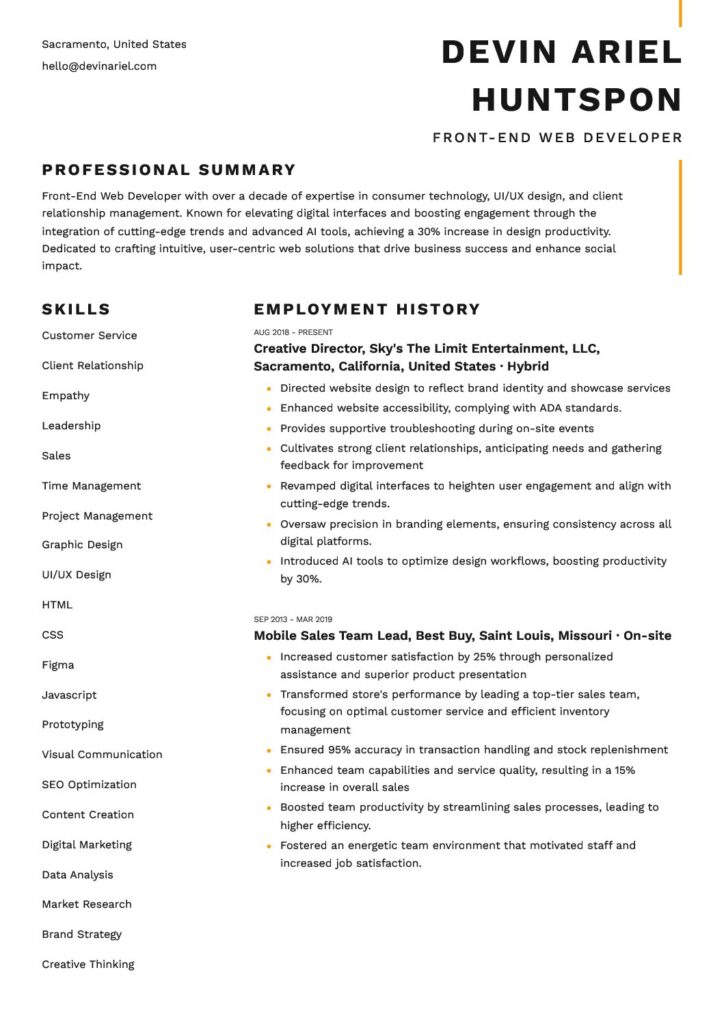 Sacramento, United States
hello@devinariel.com
DEVIN ARIEL
HUNTSPON
FRONT-END WEB DEVELOPER
PROFESSIONAL SUMMARY
Front-End Web Developer with over a decade of expertise in consumer technology, UI/UX design, and client
relationship management. Known for elevating digital interfaces and boosting engagement through the
integration of cutting-edge trends and advanced AI tools, achieving a 30% increase in design productivity.
Dedicated to crafting intuitive, user-centric web solutions that drive business success and enhance social
impact.
SKILLS
Customer Service
Client Relationship
Empathy
Leadership
Sales
Time Management
Project Management
Graphic Design
UI/UX Design
HTML
CSS
Figma
Javascript
Prototyping
Visual Communication
SEO Optimization
Content Creation
Digital Marketing
Data Analysis
Market Research
Brand Strategy
Creative Thinking
EMPLOYMENT HISTORY
AUG 2018 - PRESENT
Creative Director, Sky's The Limit Entertainment, LLC,
Sacramento, California, United States · Hybrid
• Directed website design to reflect brand identity and showcase services
• Enhanced website accessibility, complying with ADA standards.
• Provides supportive troubleshooting during on-site events
• Cultivates strong client relationships, anticipating needs and gathering
feedback for improvement
• Revamped digital interfaces to heighten user engagement and align with
cutting-edge trends.
• Oversaw precision in branding elements, ensuring consistency across all
digital platforms.
• Introduced AI tools to optimize design workflows, boosting productivity
by 30%.
SEP 2013 - MAR 2019
Mobile Sales Team Lead, Best Buy, Saint Louis, Missouri · On-site
• Increased customer satisfaction by 25% through personalized
assistance and superior product presentation
• Transformed store's performance by leading a top-tier sales team,
focusing on optimal customer service and efficient inventory
management
• Ensured 95% accuracy in transaction handling and stock replenishment
• Enhanced team capabilities and service quality, resulting in a 15%
increase in overall sales
• Boosted team productivity by streamlining sales processes, leading to
higher efficiency.
• Fostered an energetic team environment that motivated staff and
increased job satisfaction.